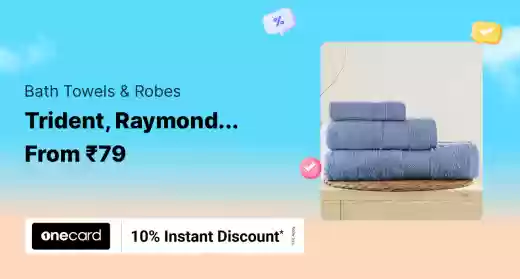 Bath Towels & Robes
Trident, Raymond...
From ₹79
onecard
10% Instant Discount*
%